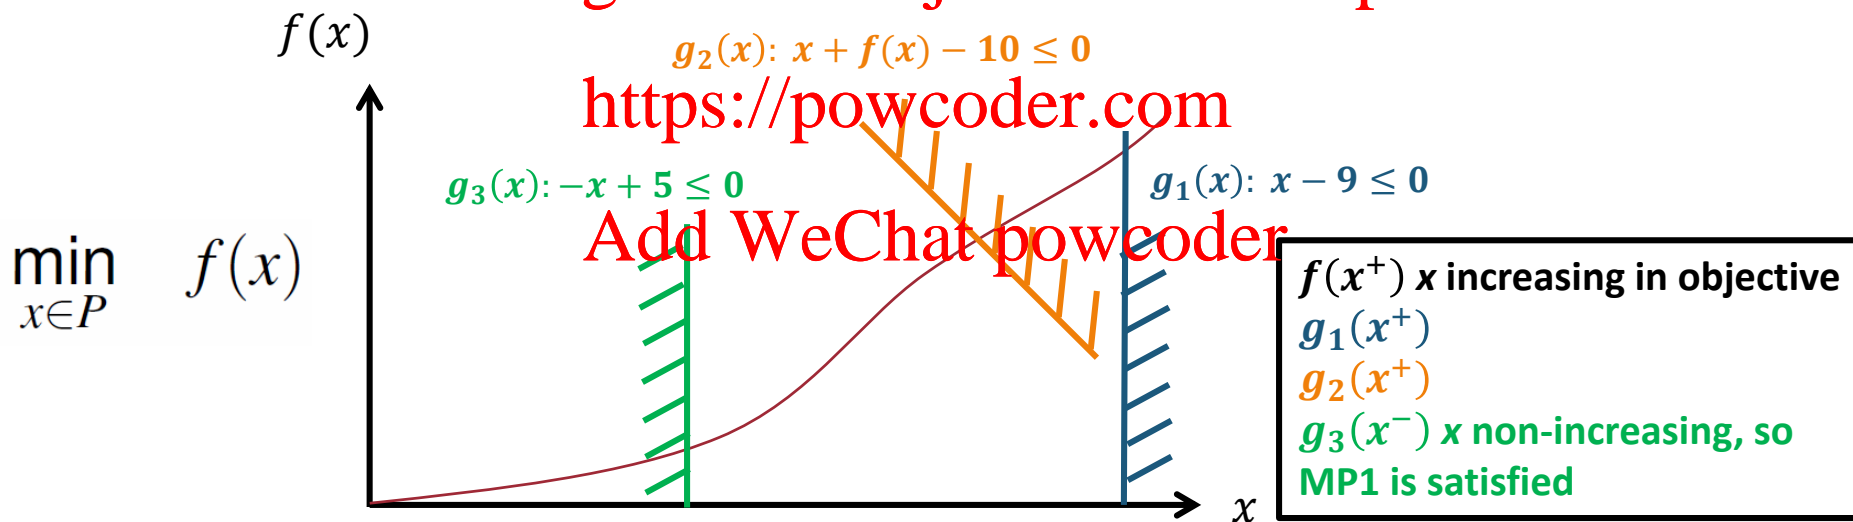 f(x)
g₂(x): x + f(x) − 10 ≤ 0
https://powcoder.com
g₃(x): −x + 5 ≤ 0
g₁(x): x − 9 ≤ 0
Add WeChat powcoder
min f(x)
x∈P
f(x⁺) x increasing in objective
g₁(x⁺)
g₂(x⁺)
g₃(x⁻) x non-increasing, so
MP1 is satisfied
x